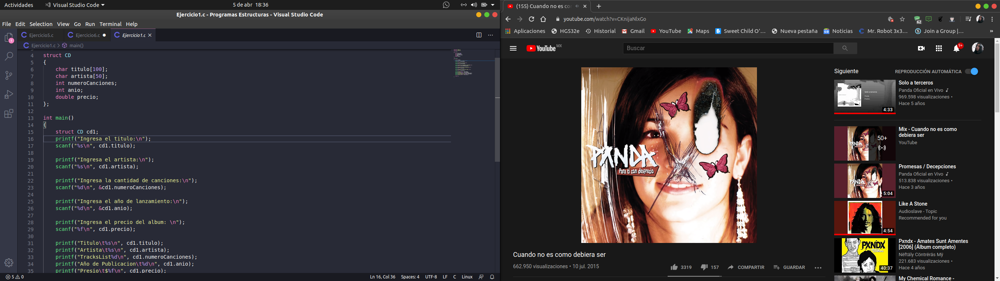 Actividades
Visual Studio Code
5 de abr 18:36
Ejercicio1.c - Programas Estructuras - Visual Studio Code
File Edit Selection View Go Run Terminal Help
Ejercicio5.c
Ejercicio6.c
Ejercicio1.c
Ejercicio1.c > main()
1
4 struct CD
5 {
6 char titulo[100];
7 char artista[50];
8 int numeroCanciones;
9 int anio;
10 double precio;
11 };
12
13 int main()
14 {
15 struct CD cd1;
16 printf("Ingresa el titulo:\n");
17 scanf("%s\n", cd1.titulo);
18
19 printf("Ingresa el artista:\n");
20 scanf("%s\n", cd1.artista);
21
22 printf("Ingresa la cantidad de canciones:\n");
23 scanf("%d\n", &cd1.numeroCanciones);
24
25 printf("Ingresa el año de lanzamiento:\n");
26 scanf("%d\n", &cd1.anio);
27
28 printf("Ingresa el precio del album: \n");
29 scanf("%f\n", cd1.precio);
30
31 printf("Titulo\t%s\n", cd1.titulo);
32 printf("Artista\t%s\n", cd1.artista);
33 printf("TracksList%d\n", cd1.numeroCanciones);
34 printf("Año de Publicacion\t%d\n", cd1.anio);
35 printf("Presio\t$%f\n", cd1.precio);
5 0
Ln 16, Col 36 Spaces: 4 UTF-8 LF C Linux
(155) Cuando no es co
youtube.com/watch?v=CKnijaNlxGo
62
Aplicaciones HG532e Historial Gmail YouTube Maps Sweet Child O'... Nueva pestaña Noticias Mr. Robot 3x3... Join a Group |... »
YouTube MX
Buscar
9+
PXNDA
Para ti con desprecio
Cuando no es como debiera ser
662.950 visualizaciones • 10 jul. 2015
3319 157 COMPARTIR GUARDAR
Siguiente
REPRODUCCIÓN AUTOMÁTICA
Solo a terceros
Panda Oficial en Vivo
969.598 visualizaciones •
Hace 5 años
4:33
Mix - Cuando no es como
debiera ser
YouTube
50+
Promesas / Decepciones
Panda Oficial en Vivo
513.838 visualizaciones •
Hace 3 años
5:04
Like A Stone
Audioslave - Topic
Recommended for you
4:54
Pxndx - Amates Sunt Amentes
[2006] (Álbum completo)
Nëftäly Cöntrëräs Mÿ
221.683 visualizaciones •
Hace 4 años
PXNDX
40:37
My Chemical Romance -